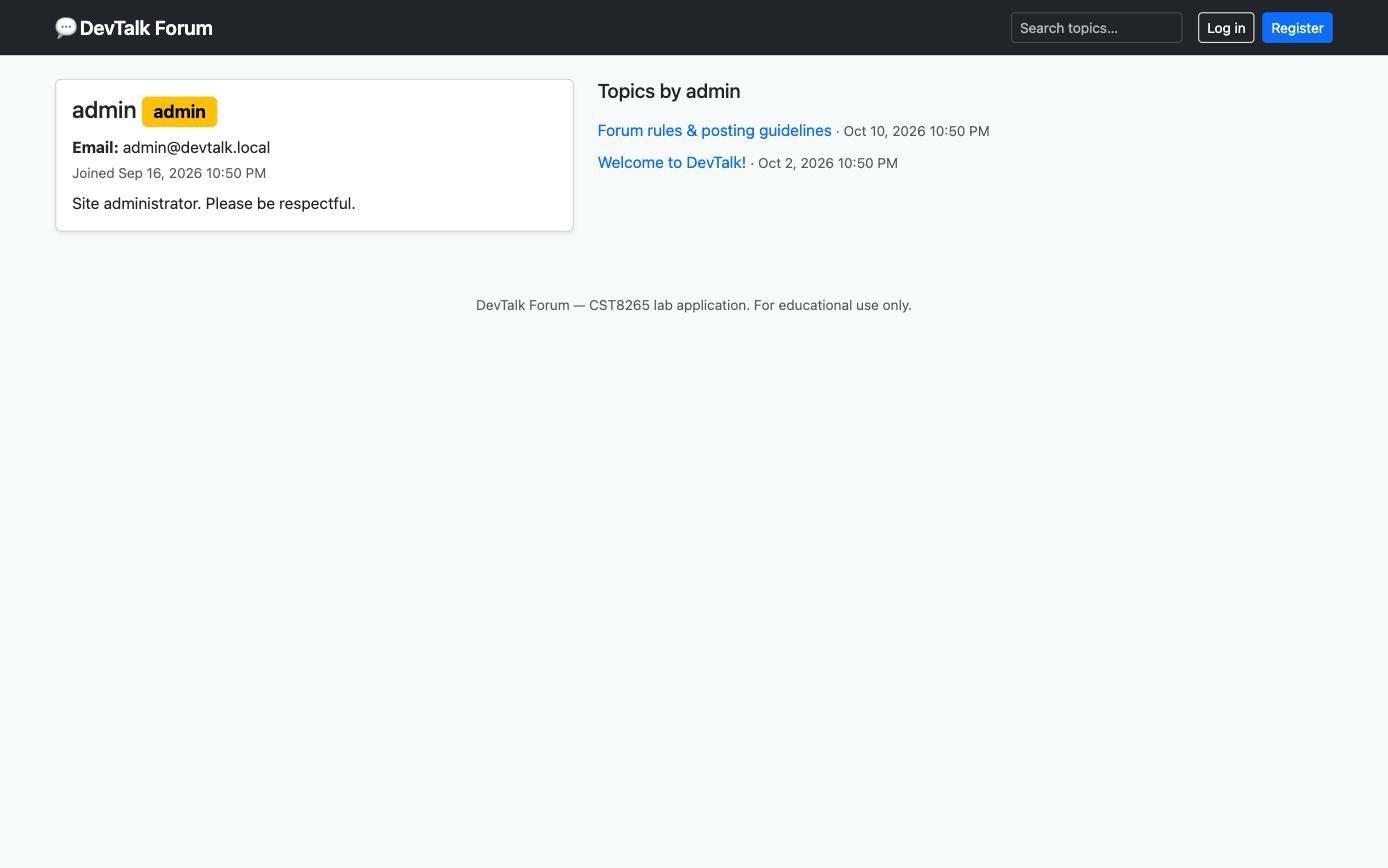 💬 DevTalk Forum
Search topics...
Log in
Register
admin admin
Email: admin@devtalk.local
Joined Sep 16, 2026 10:50 PM
Site administrator. Please be respectful.
Topics by admin
Forum rules & posting guidelines · Oct 10, 2026 10:50 PM
Welcome to DevTalk! · Oct 2, 2026 10:50 PM
DevTalk Forum — CST8265 lab application. For educational use only.